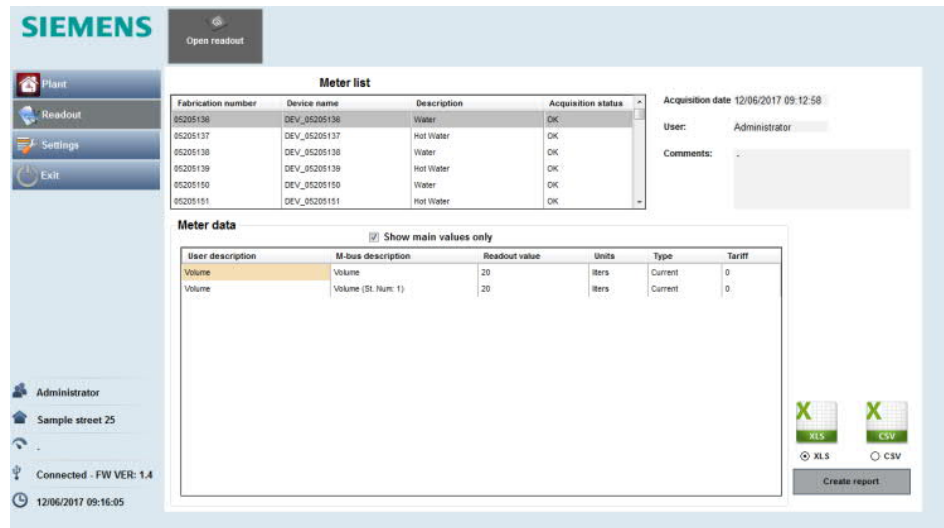 SIEMENS
Open readout
Plant
Readout
Settings
Exit
Meter list
Fabrication number Device name Description Acquisition status
05205136 DEV_05205136 Water OK
05205137 DEV_05205137 Hot Water OK
05205138 DEV_05205138 Water OK
05205139 DEV_05205139 Hot Water OK
05205150 DEV_05205150 Water OK
05205151 DEV_05205151 Hot Water OK
Acquisition date 12/06/2017 09:12:58
User: Administrator
Comments: .
Meter data
Show main values only
User description M-bus description Readout value Units Type Tariff
Volume Volume 20 liters Current 0
Volume Volume (St. Num: 1) 20 liters Current 0
Administrator
Sample street 25
.
Connected - FW VER: 1.4
12/06/2017 09:16:05
X X
XLS CSV
XLS CSV
Create report